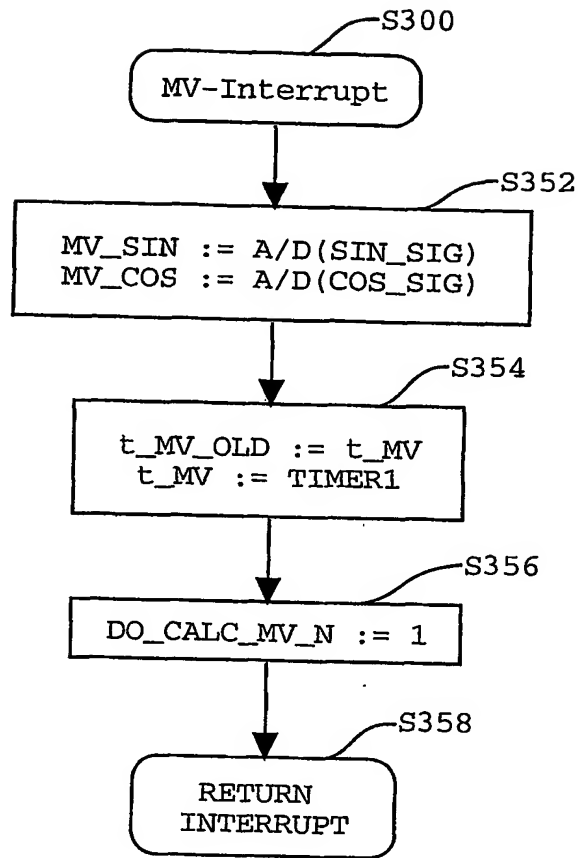 S300
MV-Interrupt
S352
MV_SIN := A/D(SIN_SIG)
MV_COS := A/D(COS_SIG)
S354
t_MV_OLD := t_MV
t_MV := TIMER1
S356
DO_CALC_MV_N := 1
S358
RETURN
INTERRUPT